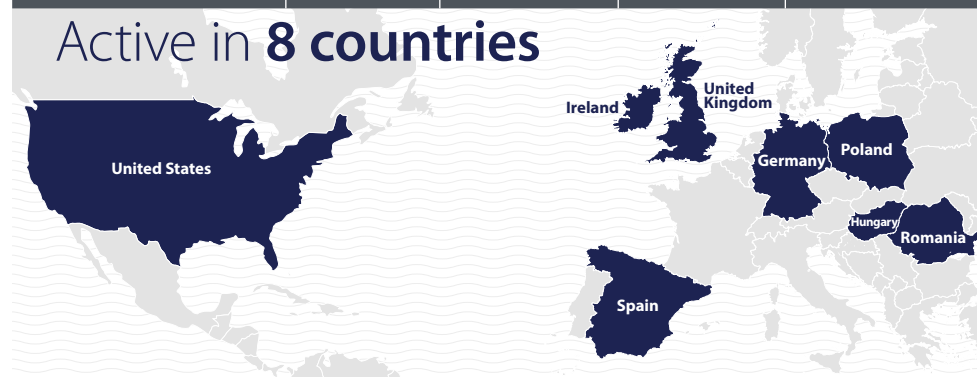 Active in 8 countries
United
Kingdom
Ireland
United States
Germany
Poland
Hungary
Romania
Spain